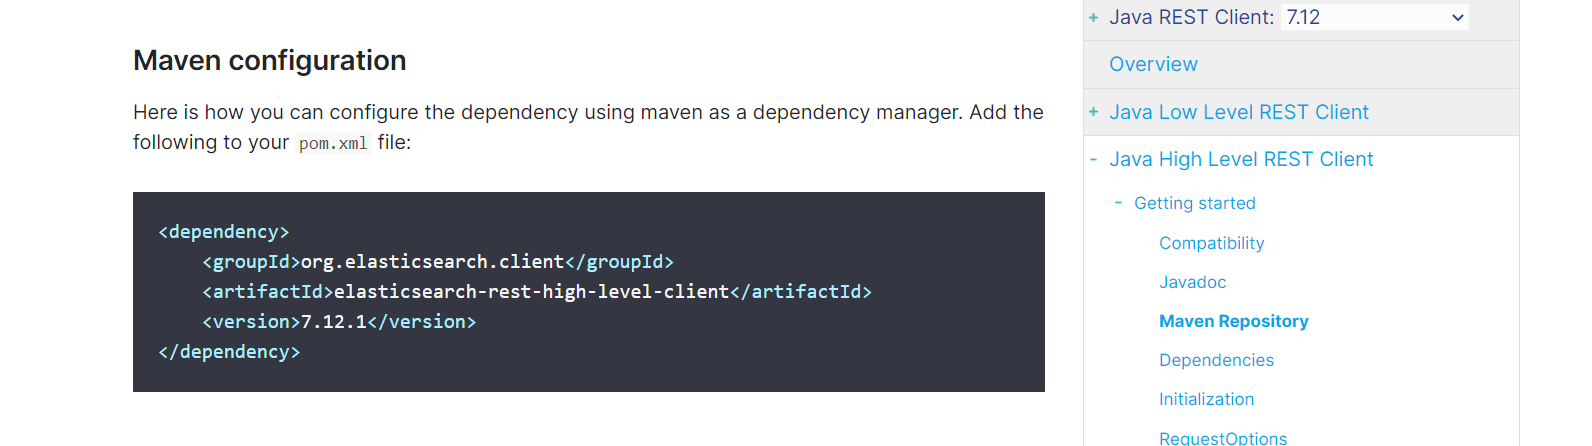 Maven configuration
Here is how you can configure the dependency using maven as a dependency manager. Add the
following to your pom.xml file:
<dependency>
    <groupId>org.elasticsearch.client</groupId>
    <artifactId>elasticsearch-rest-high-level-client</artifactId>
    <version>7.12.1</version>
</dependency>
+ Java REST Client: 7.12
Overview
+ Java Low Level REST Client
- Java High Level REST Client
- Getting started
Compatibility
Javadoc
Maven Repository
Dependencies
Initialization
RequestOptions